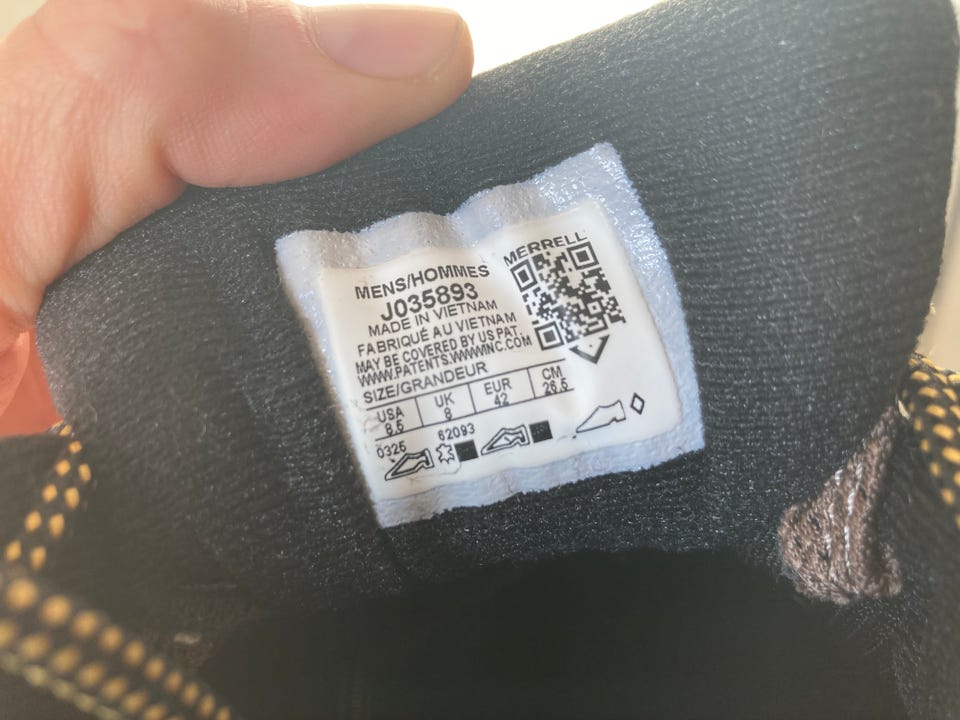 MERRELL
MENS/HOMMES
J035893
MADE IN VIETNAM
FABRIQUÉ AU VIETNAM
MAY BE COVERED BY US PAT.
WWW.PATENTS.WWWINC.COM
SIZE/GRANDEUR
USA UK EUR CM
8.5 8 42 26.5
0325 62093